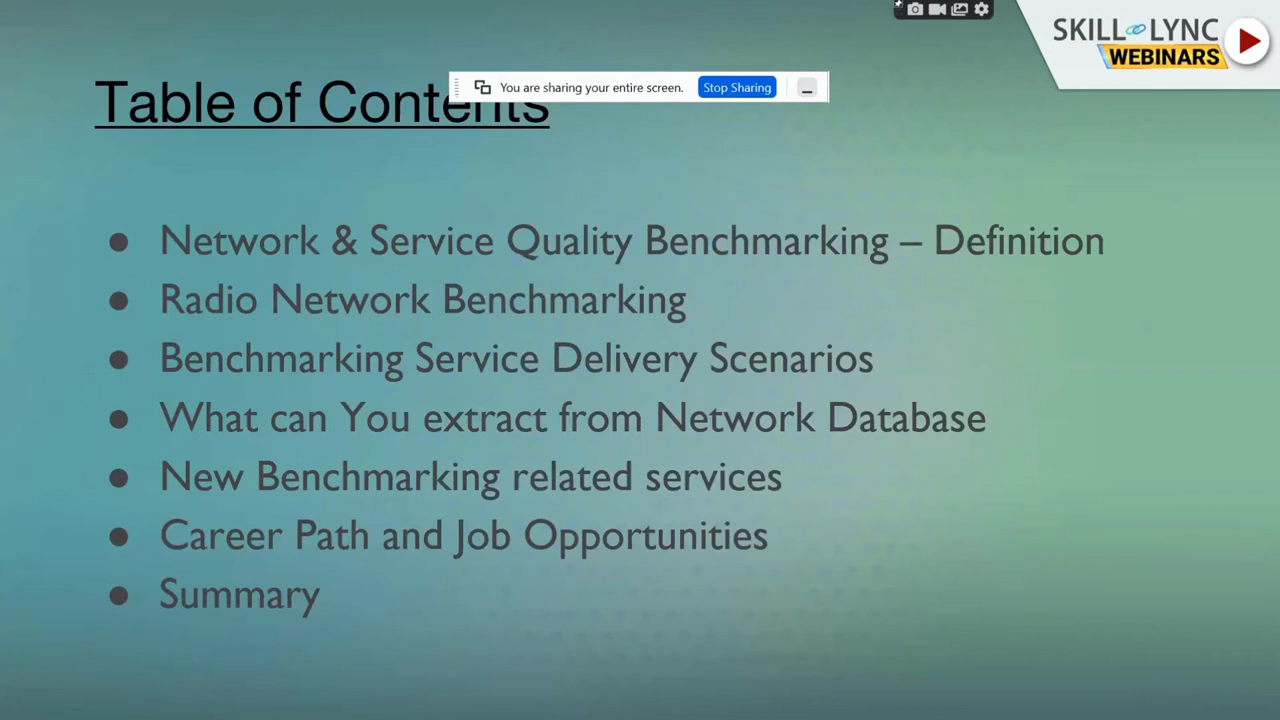 SKILL LYNC
WEBINARS
You are sharing your entire screen. Stop Sharing
Table of Contents
● Network & Service Quality Benchmarking – Definition
● Radio Network Benchmarking
● Benchmarking Service Delivery Scenarios
● What can You extract from Network Database
● New Benchmarking related services
● Career Path and Job Opportunities
● Summary